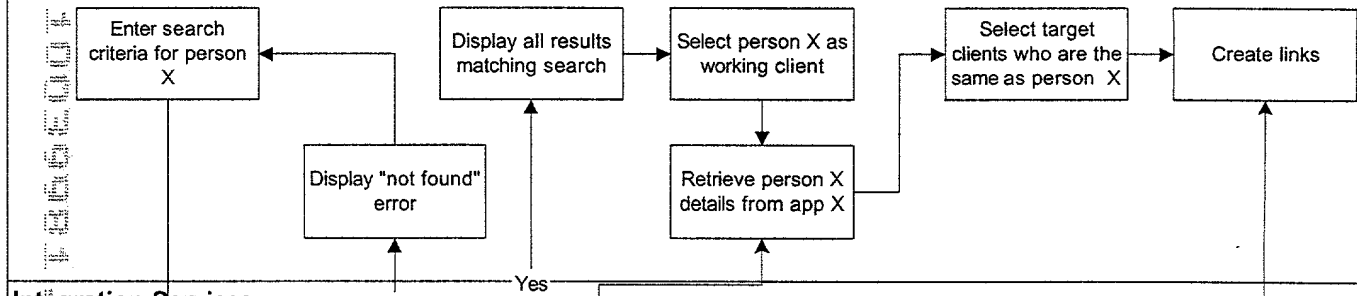 Enter search
criteria for person
X
Display all results
matching search
Select person X as
working client
Select target
clients who are the
same as person X
Create links
Display "not found"
error
Retrieve person X
details from app X
Yes
Integration Services